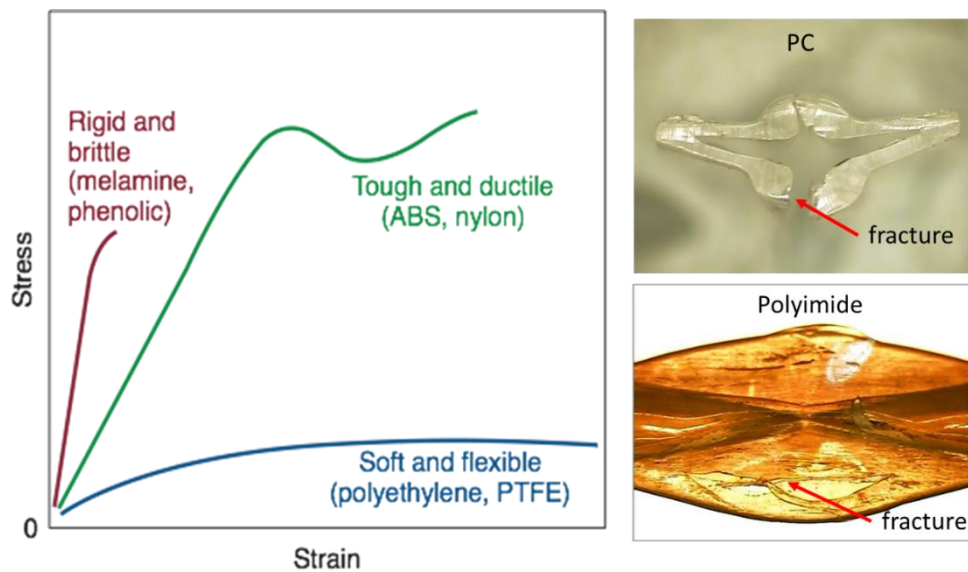 Stress
Rigid and
brittle
(melamine,
phenolic)
Tough and ductile
(ABS, nylon)
Soft and flexible
(polyethylene, PTFE)
0
Strain
PC
fracture
Polyimide
fracture